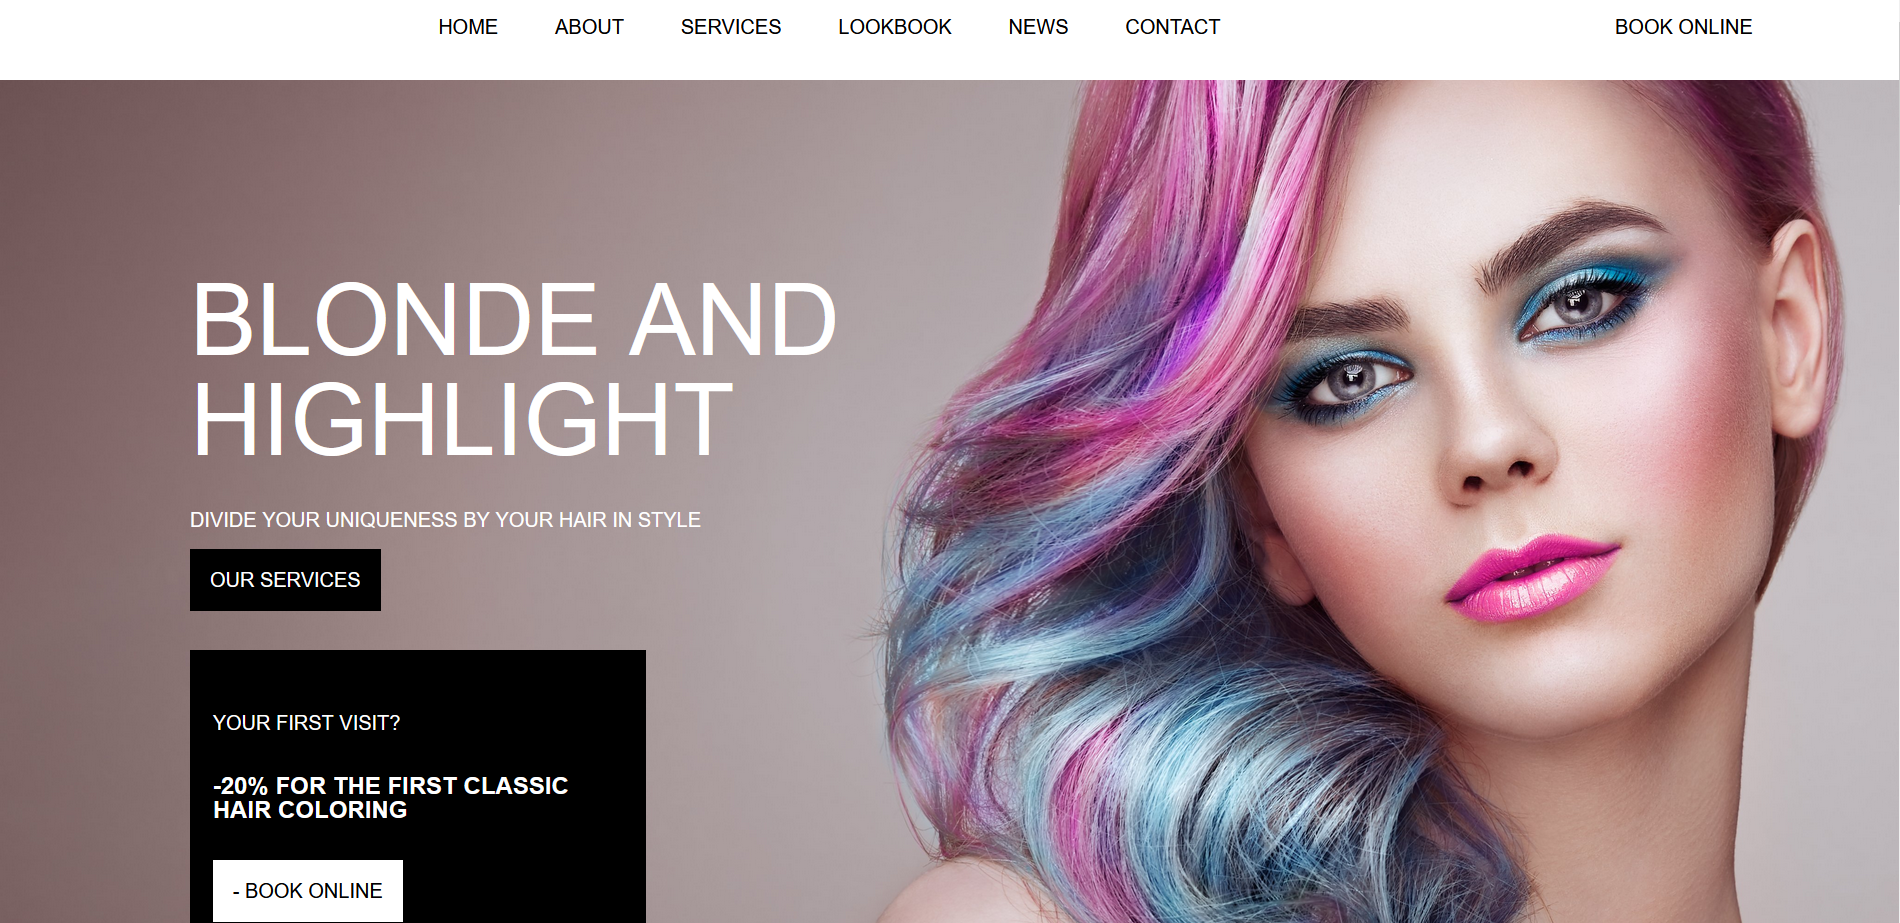 HOME ABOUT SERVICES LOOKBOOK NEWS CONTACT BOOK ONLINE
BLONDE AND
HIGHLIGHT
DIVIDE YOUR UNIQUENESS BY YOUR HAIR IN STYLE
OUR SERVICES
YOUR FIRST VISIT?
-20% FOR THE FIRST CLASSIC
HAIR COLORING
- BOOK ONLINE